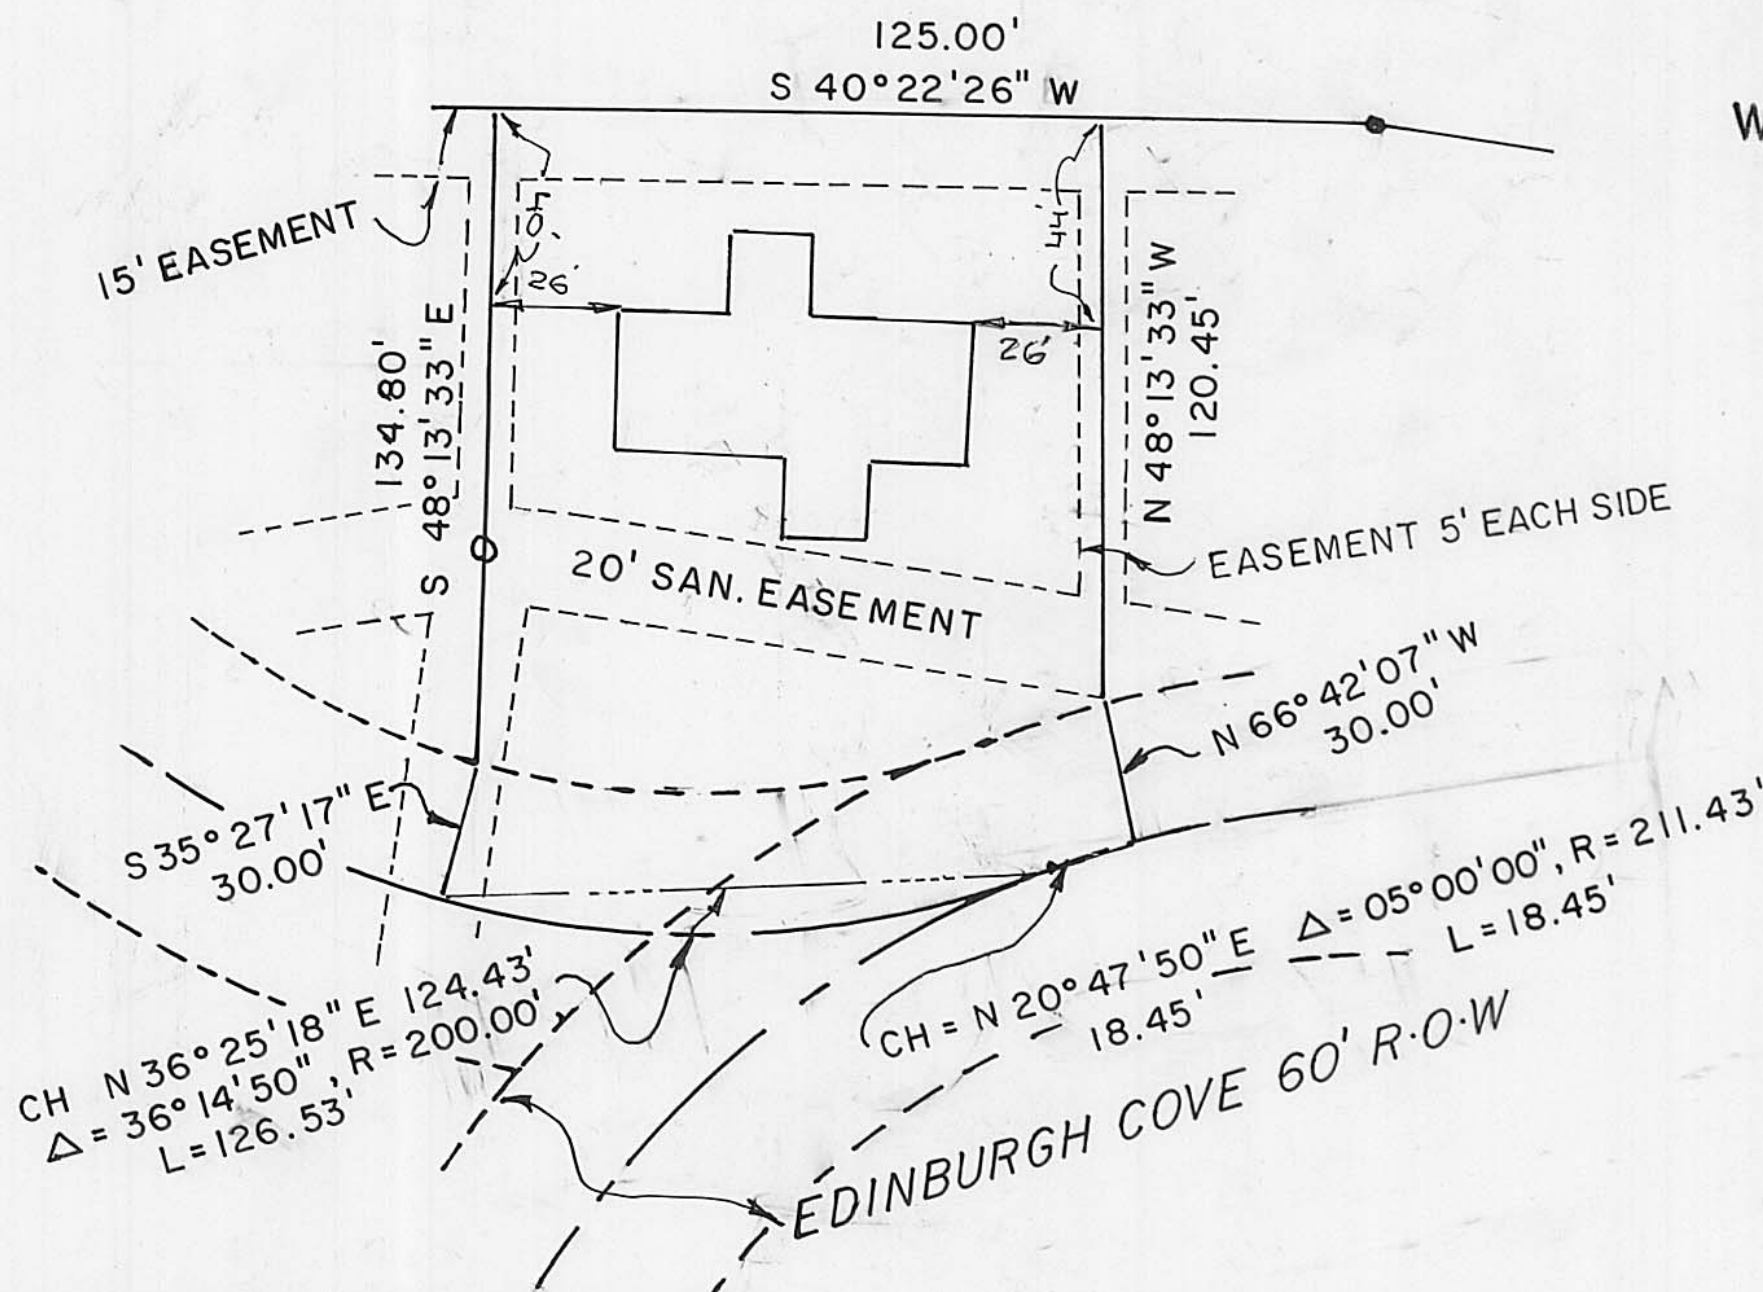 125.00'
S 40°22'26" W
W
15' EASEMENT
40'
26'
44'
26'
134.80'
S 48°13'33" E
N 48°13'33" W
120.45'
EASEMENT 5' EACH SIDE
20' SAN. EASEMENT
N 66°42'07" W
30.00'
S 35°27'17" E
30.00'
CH N 36°25'18" E 124.43'
Δ = 36°14'50", R = 200.00'
L = 126.53'
CH = N 20°47'50" E Δ = 05°00'00", R = 211.43'
18.45' L = 18.45'
EDINBURGH COVE 60' R.O.W